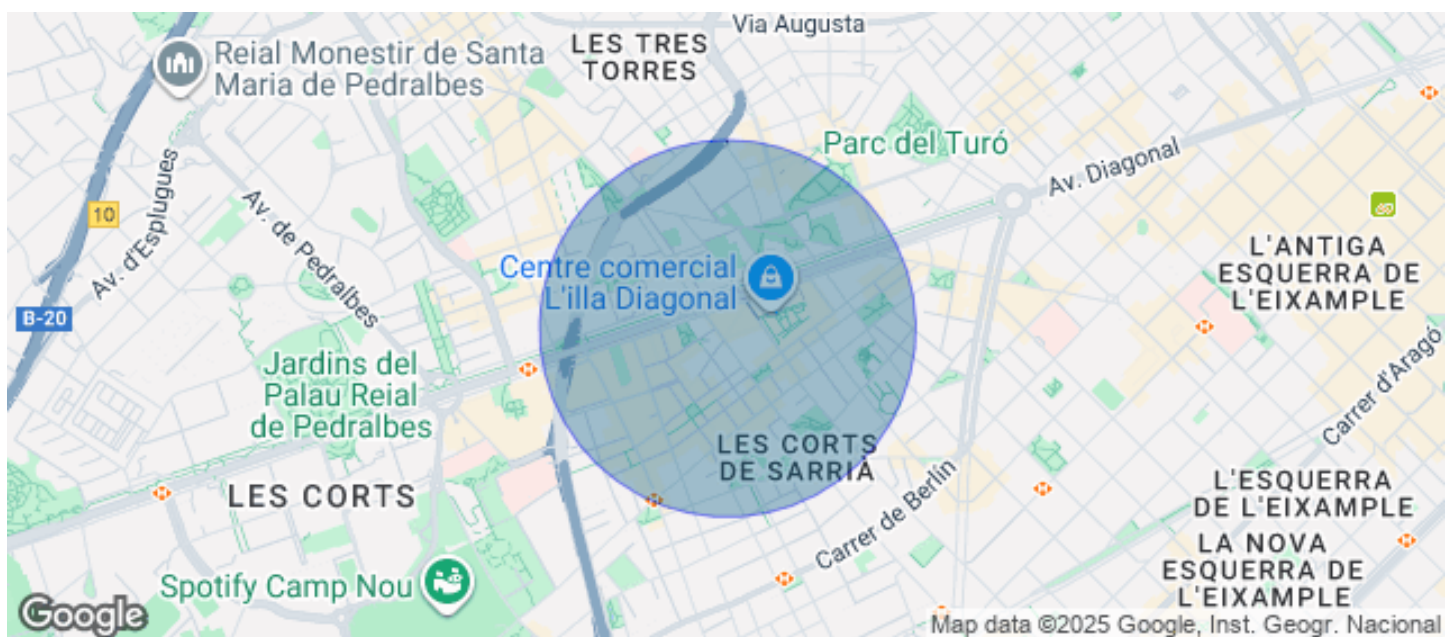 Via Augusta
Reial Monestir de Santa
Maria de Pedralbes
LES TRES
TORRES
Parc del Turó
Av. Diagonal
Av. d'Esplugues
10
Av. de Pedralbes
B-20
Centre comercial
L'illa Diagonal
L'ANTIGA
ESQUERRA DE
L'EIXAMPLE
Jardins del
Palau Reial
de Pedralbes
Carrer d'Aragó
LES CORTS
DE SARRIÀ
LES CORTS
Carrer de Berlín
L'ESQUERRA
DE L'EIXAMPLE
LA NOVA
ESQUERRA DE
L'EIXAMPLE
Spotify Camp Nou
Google
Map data ©2025 Google, Inst. Geogr. Nacional